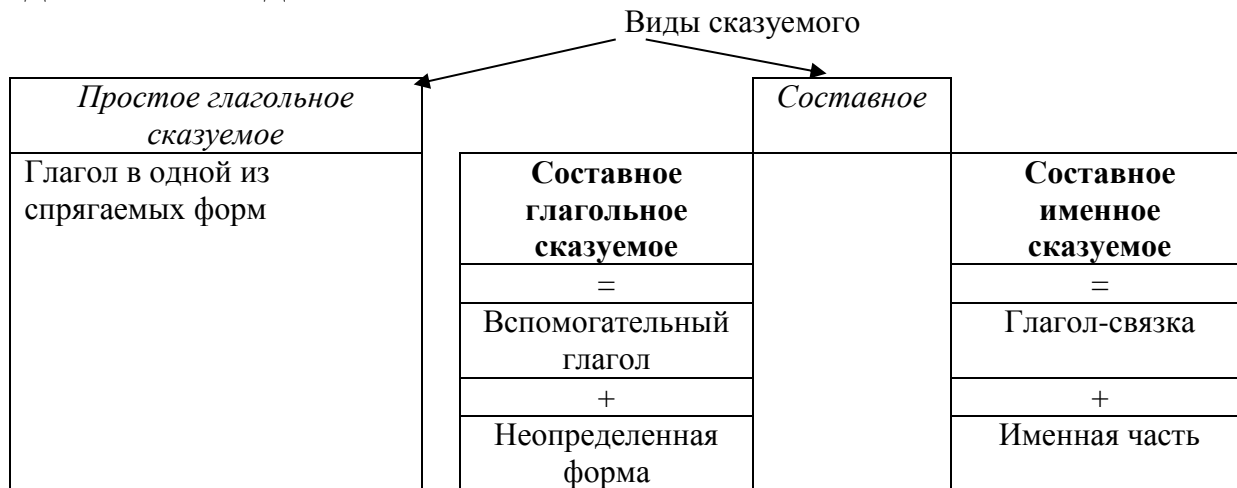 Виды сказуемого
Простое глагольное
сказуемое
Составное
Глагол в одной из
спрягаемых форм
Составное
глагольное
сказуемое
Составное
именное
сказуемое
=
=
Вспомогательный
глагол
Глагол-связка
+
+
Неопределенная
форма
Именная часть